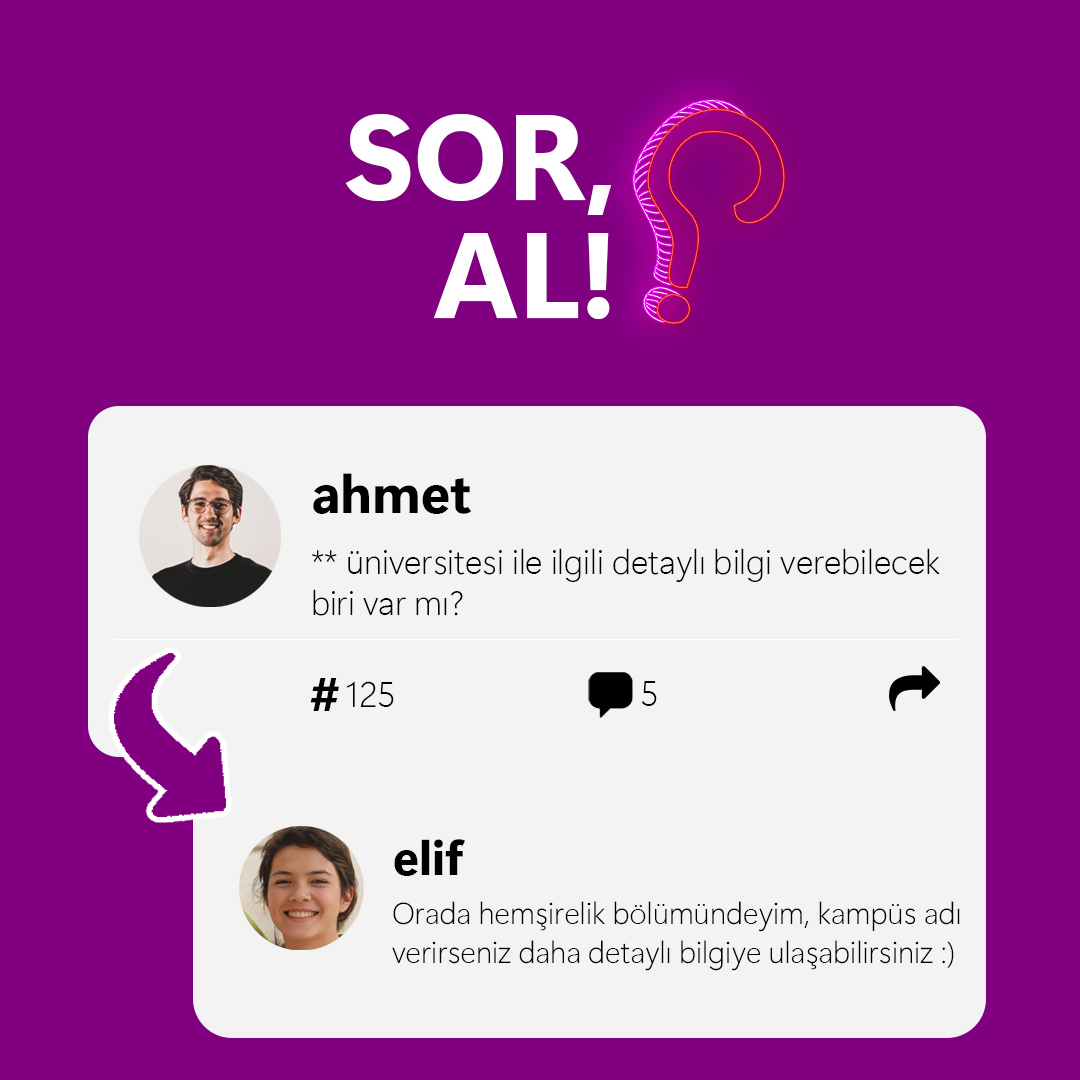 SOR,
AL!
ahmet
** üniversitesi ile ilgili detaylı bilgi verebilecek
biri var mı?
# 125
5
elif
Orada hemşirelik bölümündeyim, kampüs adı
verirseniz daha detaylı bilgiye ulaşabilirsiniz :)